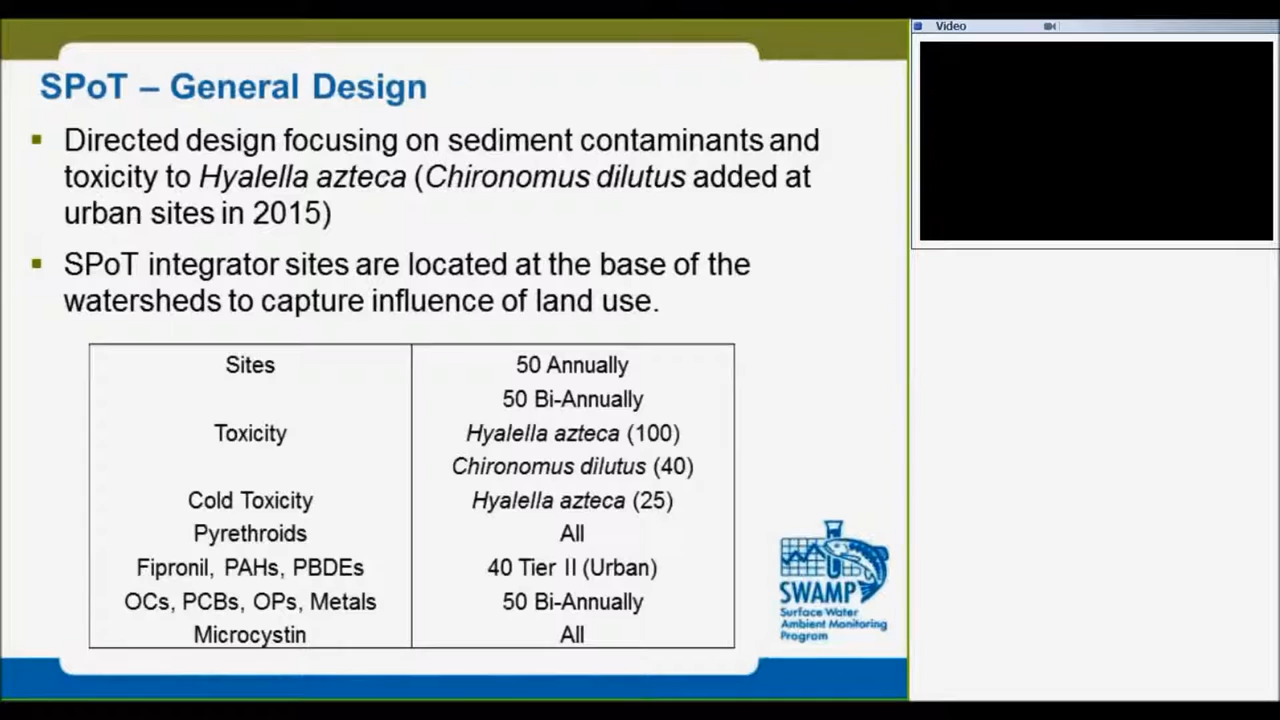 SPoT – General Design
Directed design focusing on sediment contaminants and
toxicity to Hyalella azteca (Chironomus dilutus added at
urban sites in 2015)
SPoT integrator sites are located at the base of the
watersheds to capture influence of land use.
Sites 50 Annually
50 Bi-Annually
Toxicity Hyalella azteca (100)
Chironomus dilutus (40)
Cold Toxicity Hyalella azteca (25)
Pyrethroids All
Fipronil, PAHs, PBDEs 40 Tier II (Urban)
OCs, PCBs, OPs, Metals 50 Bi-Annually
Microcystin All
SWAMP
Surface Water
Ambient Monitoring
Program
Video